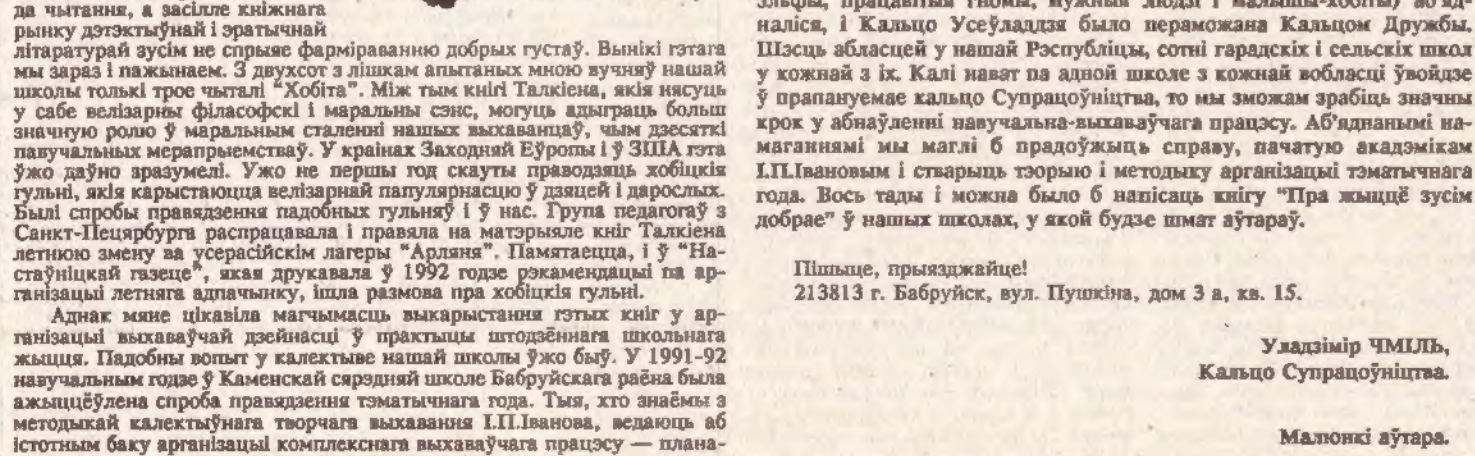 да чытання, а засілле кніжнага
рынку дэтэктыўнай і эратычнай
літаратурай зусім не спрыяе фарміраванню добрых густаў. Вынікі гэтага
мы зараз і пажынаем. З двухсот з лішкам апытаных мною вучняў нашай
школы толькі трое чыталі "Хобіта". Між тым кнігі Талкіена, якія нясуць
у сабе велізарны філасофскі і маральны сэнс, могуць адыграць больш
значную ролю ў маральным сталенні нашых выхаванцаў, чым дзесяткі
павучальных мерапрыемстваў. У краінах Заходняй Еўропы і ў ЗША гэта
ўжо даўно зразумелі. Ужо не першы год скауты праводзяць хобіцкія
гульні, якія карыстаюцца велізарнай папулярнасцю ў дзяцей і дарослых.
Былі спробы правядзення падобных гульняў і ў нас. Група педагогаў з
Санкт-Пецярбурга распрацавала і правяла на матэрыяле кніг Талкіена
летнюю змену ва усерасійскім лагеры "Арляня". Памятаецца, і ў "На-
стаўніцкай газеце", якая друкавала ў 1992 годзе рэкамендацыі па ар-
ганізацыі летняга адпачынку, ішла размова пра хобіцкія гульні.
Аднак мяне цікавіла магчымасць выкарыстання гэтых кніг у ар-
ганізацыі выхаваўчай дзейнасці ў практыцы штодзённага школьнага
жыцця. Падобны вопыт у калектыве нашай школы ўжо быў. У 1991-92
навучальным годзе ў Каменскай сярэдняй школе Бабруйскага раёна была
ажыццёўлена спроба правядзення тэматычнага года. Тыя, хто знаёмы з
методыкай калектыўнага творчага выхавання І.П.Іванова, ведаюць аб
істотным баку арганізацыі комплекснага выхаваўчага працэсу — плана-
эльфы, працавітыя гномы, мужныя людзі і малышы-хобіты) аб'яд-
наліся, і Кальцо Усеўладдзя было пераможана Кальцом Дружбы.
Шэсць абласцей у нашай Рэспубліцы, сотні гарадскіх і сельскіх школ
у кожнай з іх. Калі нават па адной школе з кожнай вобласці ўвойдзе
ў прапануемае кальцо Супрацоўніцтва, то мы зможам зрабіць значны
крок у абнаўленні навучальна-выхаваўчага працэсу. Аб'яднанымі на-
маганнямі мы маглі б прадоўжыць справу, пачатую акадэмікам
І.П.Івановым і стварыць тэорыю і методыку арганізацыі тэматычнага
года. Вось тады і можна было б напісаць кнігу "Пра жыццё зусім
добрае" ў нашых школах, у якой будзе шмат аўтараў.
Пішыце, прыязджайце!
213813 г. Бабруйск, вул. Пушкіна, дом 3 а, кв. 15.
Уладзімір ЧМІЛЬ,
Кальцо Супрацоўніцтва.
Малюнкі аўтара.